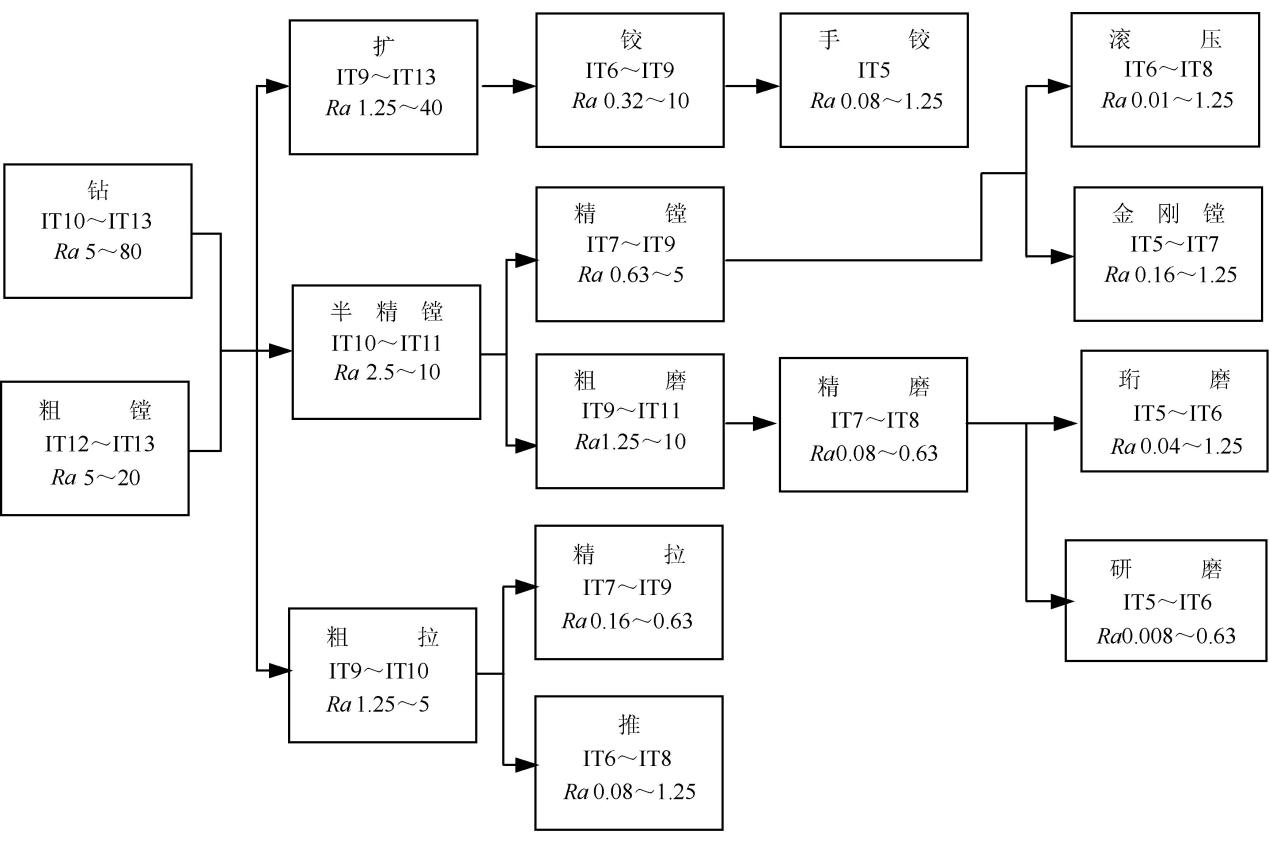 扩
IT9～IT13
Ra 1.25～40
铰
IT6～IT9
Ra 0.32～10
手 铰
IT5
Ra 0.08～1.25
滚 压
IT6～IT8
Ra 0.01～1.25
钻
IT10～IT13
Ra 5～80
精 镗
IT7～IT9
Ra 0.63～5
金 刚 镗
IT5～IT7
Ra 0.16～1.25
半 精 镗
IT10～IT11
Ra 2.5～10
粗 镗
IT12～IT13
Ra 5～20
粗 磨
IT9～IT11
Ra1.25～10
精 磨
IT7～IT8
Ra0.08～0.63
珩 磨
IT5～IT6
Ra 0.04～1.25
精 拉
IT7～IT9
Ra 0.16～0.63
研 磨
IT5～IT6
Ra0.008～0.63
粗 拉
IT9～IT10
Ra 1.25～5
推
IT6～IT8
Ra 0.08～1.25